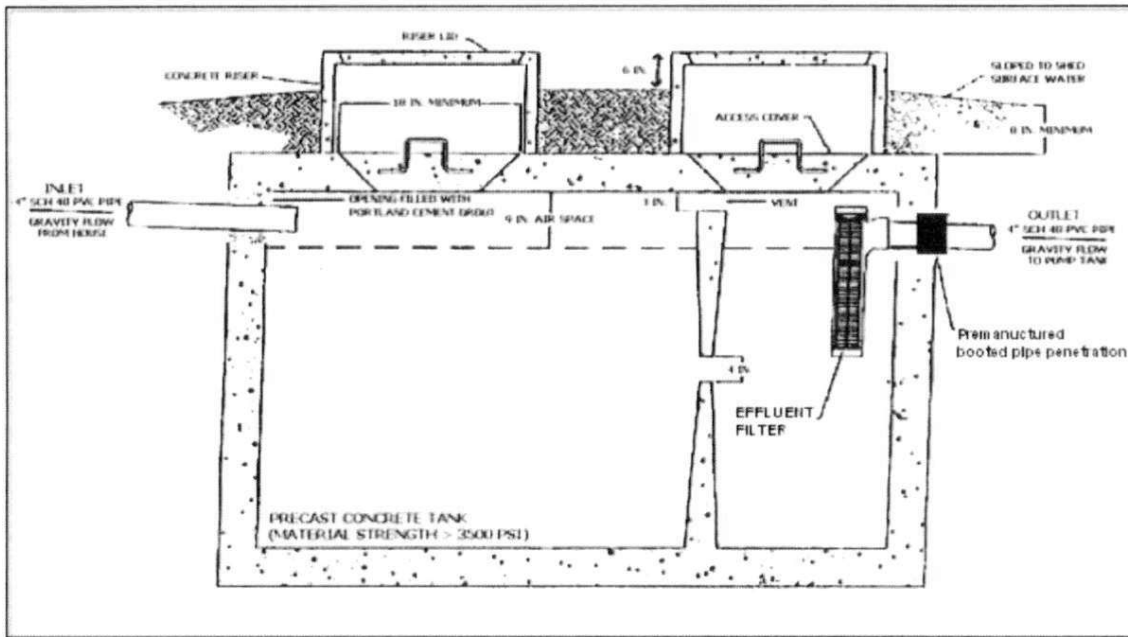 RISER LID
CONCRETE RISER
6 IN.
SLOPED TO SHED
SURFACE WATER
18 IN. MINIMUM
ACCESS COVER
MINIMUM
INLET
4" SCH 40 PVC PIPE
GRAVITY FLOW
FROM HOUSE
OPENING FILLED WITH
PORTLAND CEMENT GROUT
9 IN. AIR SPACE
IN.
VENT
OUTLET
4" SCH 40 PVC PIPE
GRAVITY FLOW
TO PUMP TANK
Premanuctured
booted pipe penetration
4 IN.
EFFLUENT
FILTER
PRECAST CONCRETE TANK
(MATERIAL STRENGTH > 3500 PSI)